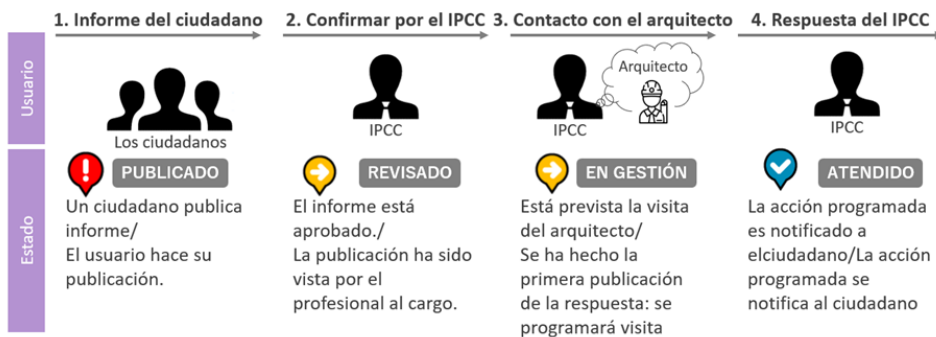 1. Informe del ciudadano
2. Confirmar por el IPCC
3. Contacto con el arquitecto
4. Respuesta del IPCC
Usuario
Los ciudadanos
IPCC
Arquitecto
IPCC
IPCC
Estado
PUBLICADO
Un ciudadano publica
informe/
El usuario hace su
publicación.
REVISADO
El informe está
aprobado./
La publicación ha sido
vista por el
profesional al cargo.
EN GESTIÓN
Está prevista la visita
del arquitecto/
Se ha hecho la
primera publicación
de la respuesta: se
programará visita
ATENDIDO
La acción programada
es notificado a
elciudadano/La acción
programada se
notifica al ciudadano